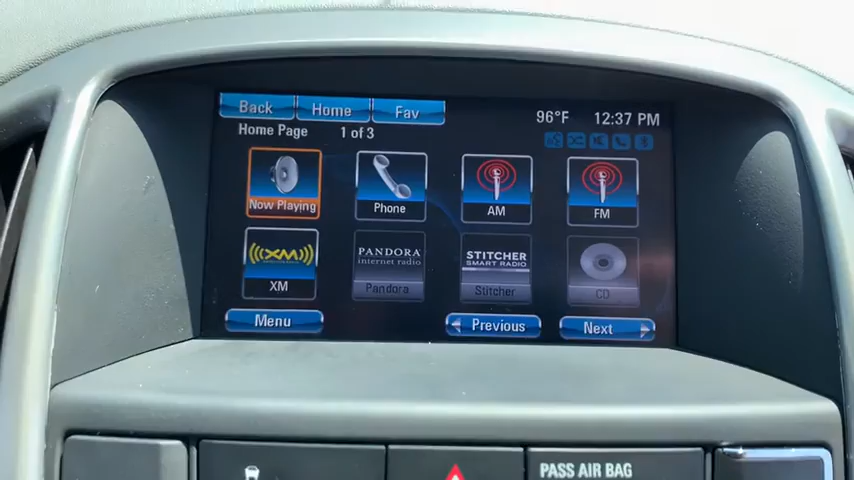 Back Home Fav
96°F 12:37 PM
Home Page 1 of 3
Now Playing Phone AM FM
XM
PANDORA
internet radio
STITCHER
SMART RADIO
XM Pandora Stitcher CD
Menu Previous Next
PASS AIR BAG